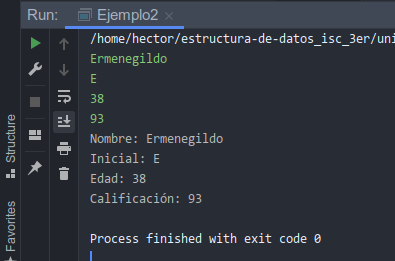 Run: Ejemplo2
/home/hector/estructura-de-datos_isc_3er/uni
Ermenegildo
E
38
93
Nombre: Ermenegildo
Inicial: E
Edad: 38
Calificación: 93
Process finished with exit code 0
Structure
Favorites